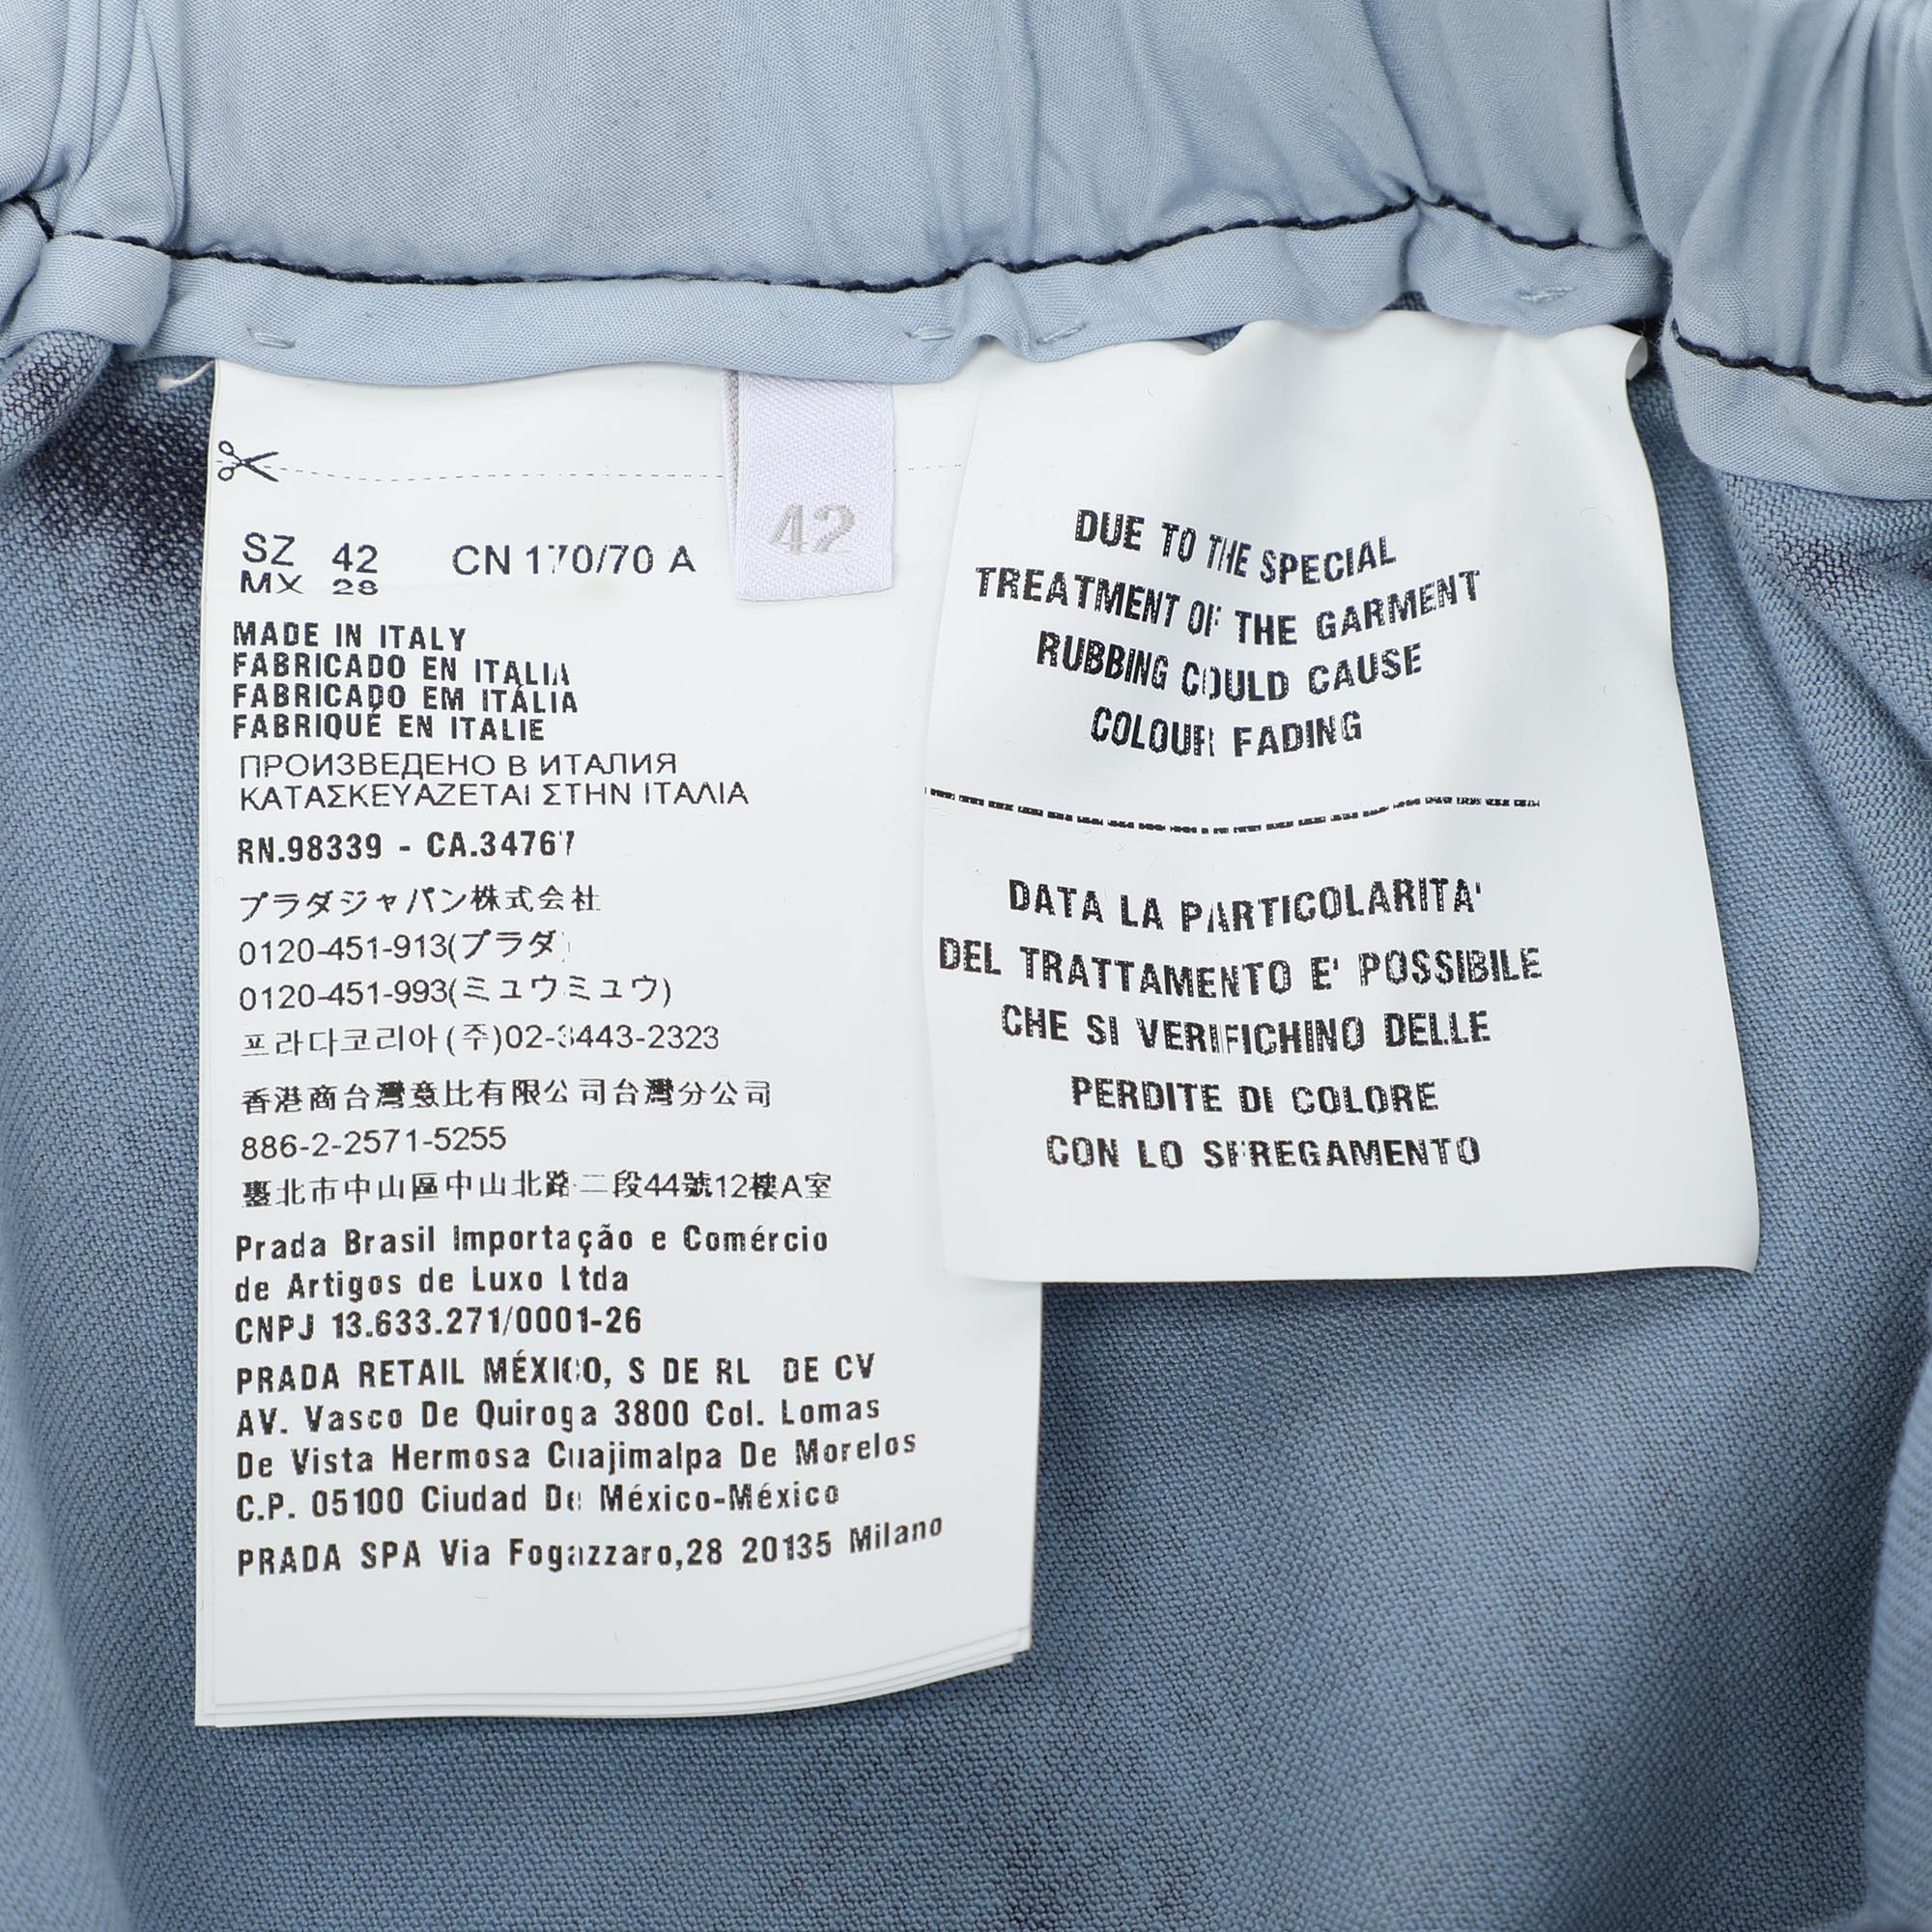 SZ 42 CN 170/70 A
MX 28
42
MADE IN ITALY
FABRICADO EN ITALIA
FABRICADO EM ITÁLIA
FABRIQUÉ EN ITALIE
ПРОИЗВЕДЕНО В ИТАЛИЯ
ΚΑΤΑΣΚΕΥΑΖΕΤΑΙ ΣΤΗΝ ΙΤΑΛΙΑ
RN.98339 - CA.34767
プラダジャパン株式会社
0120-451-913(プラダ)
0120-451-993(ミュウミュウ)
프라다코리아(주)02-3443-2323
香港商台灣意比有限公司台灣分公司
886-2-2571-5255
臺北市中山區中山北路二段44號12樓A室
Prada Brasil Importação e Comércio
de Artigos de Luxo Ltda
CNPJ 13.633.271/0001-26
PRADA RETAIL MÉXICO, S DE RL DE CV
AV. Vasco De Quiroga 3800 Col. Lomas
De Vista Hermosa Cuajimalpa De Morelos
C.P. 05100 Ciudad De México-México
PRADA SPA Via Fogazzaro,28 20135 Milano
DUE TO THE SPECIAL
TREATMENT OF THE GARMENT
RUBBING COULD CAUSE
COLOUR FADING
DATA LA PARTICOLARITA'
DEL TRATTAMENTO E' POSSIBILE
CHE SI VERIFICHINO DELLE
PERDITE DI COLORE
CON LO SFREGAMENTO